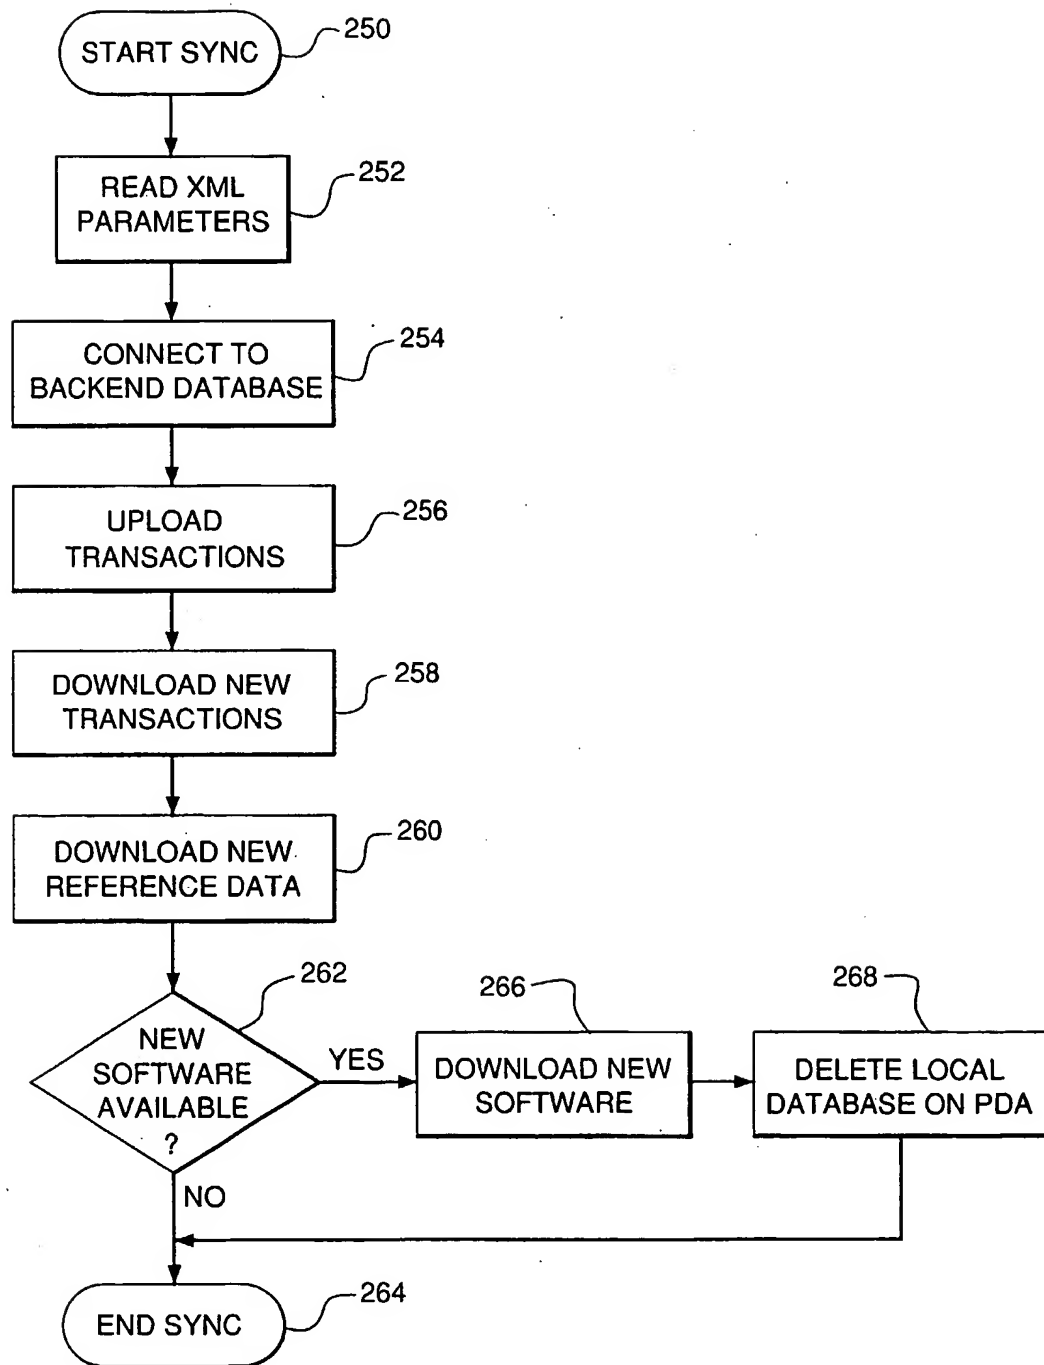 START SYNC
250
READ XML
PARAMETERS
252
CONNECT TO
BACKEND DATABASE
254
UPLOAD
TRANSACTIONS
256
DOWNLOAD NEW
TRANSACTIONS
258
DOWNLOAD NEW
REFERENCE DATA
260
NEW
SOFTWARE
AVAILABLE
?
262
YES
DOWNLOAD NEW
SOFTWARE
266
DELETE LOCAL
DATABASE ON PDA
268
NO
END SYNC
264